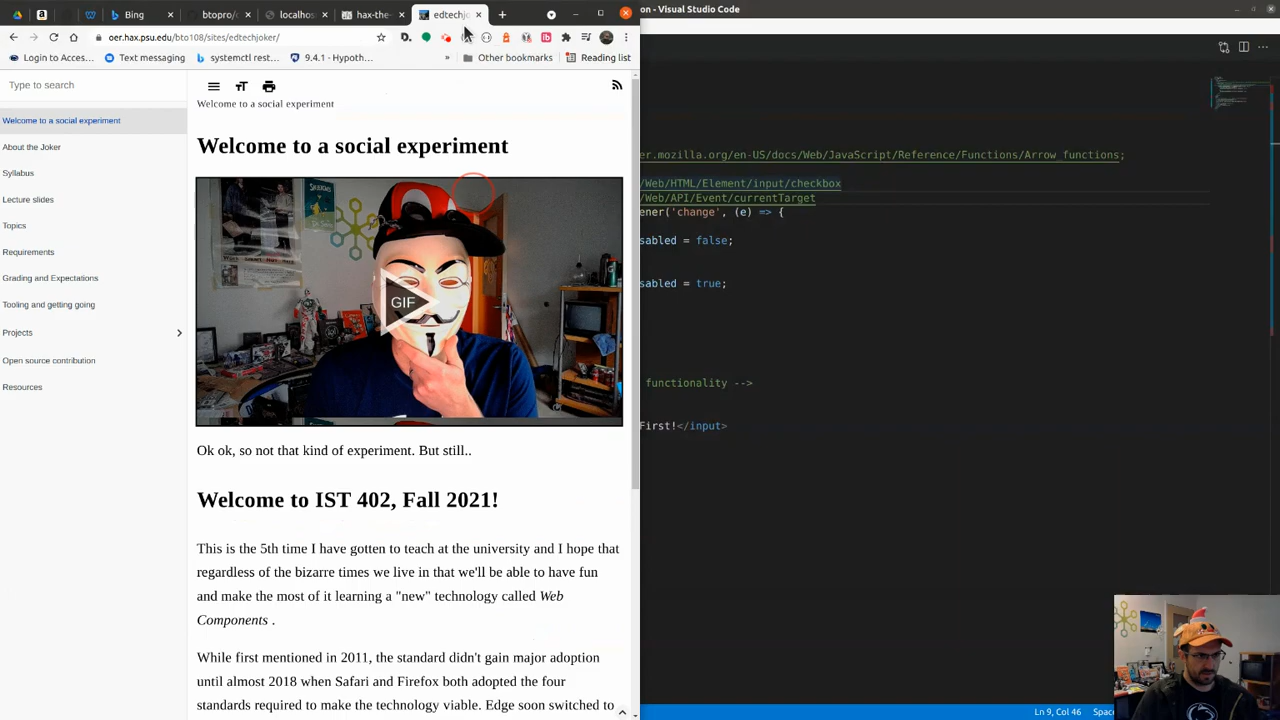 - Visual Studio Code
Bing
btopro/
localhos
hax-the-
edtechjo
oer.hax.psu.edu/bto108/sites/edtechjoker/
Login to Acces...
Text messaging
systemctl rest...
9.4.1 - Hypoth...
»
Other bookmarks
Reading list
Type to search
Welcome to a social experiment
About the Joker
Syllabus
Lecture slides
Topics
Requirements
Grading and Expectations
Tooling and getting going
Projects
Open source contribution
Resources
Welcome to a social experiment
Welcome to a social experiment
GIF
Ok ok, so not that kind of experiment. But still..
Welcome to IST 402, Fall 2021!
This is the 5th time I have gotten to teach at the university and I hope that
regardless of the bizarre times we live in that we'll be able to have fun
and make the most of it learning a "new" technology called Web
Components .
While first mentioned in 2011, the standard didn't gain major adoption
until almost 2018 when Safari and Firefox both adopted the four
standards required to make the technology viable. Edge soon switched to
er.mozilla.org/en-US/docs/Web/JavaScript/Reference/Functions/Arrow_functions;
/Web/HTML/Element/input/checkbox
/Web/API/Event/currentTarget
ener('change', (e) => {
sabled = false;
sabled = true;
functionality -->
First!</input>
Ln 9, Col 46
Space